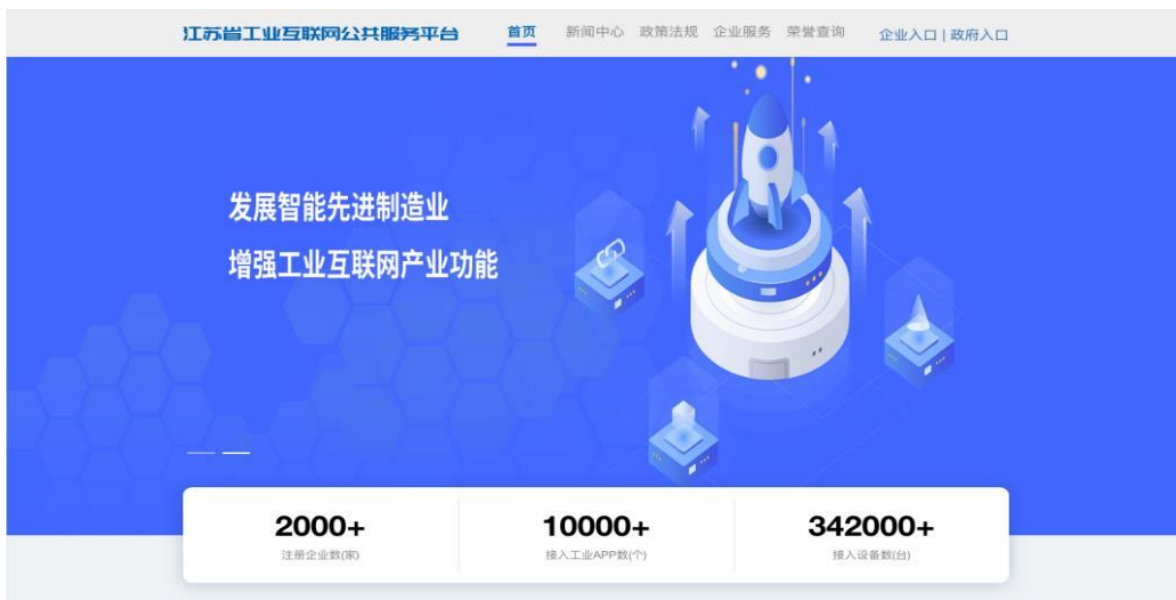 江苏省工业互联网公共服务平台 首页 新闻中心 政策法规 企业服务 荣誉查询 企业入口 | 政府入口
发展智能先进制造业
增强工业互联网产业功能
2000+ 10000+ 342000+
注册企业数(家) 接入工业APP数(个) 接入设备数(台)